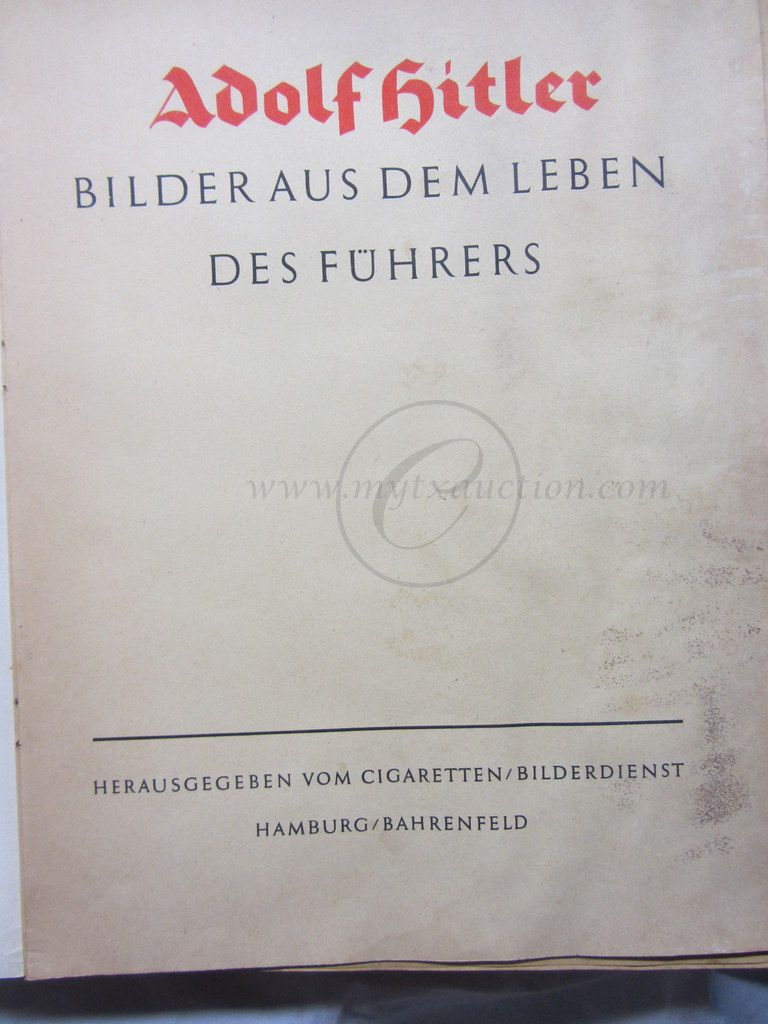 Adolf Hitler
BILDER AUS DEM LEBEN
DES FÜHRERS
www.mytxauction.com
HERAUSGEGEBEN VOM CIGARETTEN/BILDERDIENST
HAMBURG/BAHRENFELD